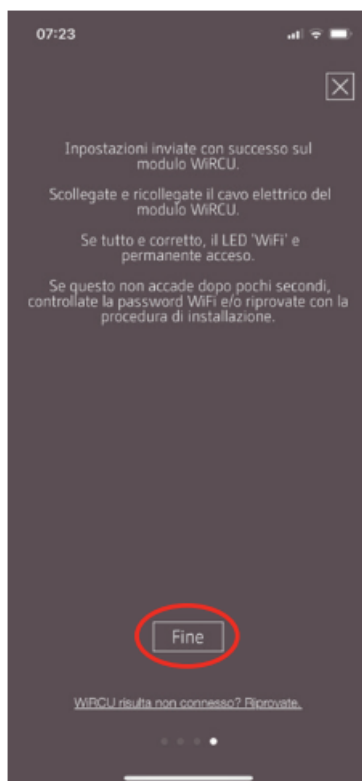 07:23
Inpostazioni inviate con successo sul
modulo WiRCU.
Scollegate e ricollegate il cavo elettrico del
modulo WiRCU.
Se tutto e corretto, il LED 'WiFi' e
permanente acceso.
Se questo non accade dopo pochi secondi,
controllate la password WiFi e/o riprovate con la
procedura di installazione.
Fine
WiRCU risulta non connesso? Riprovate.